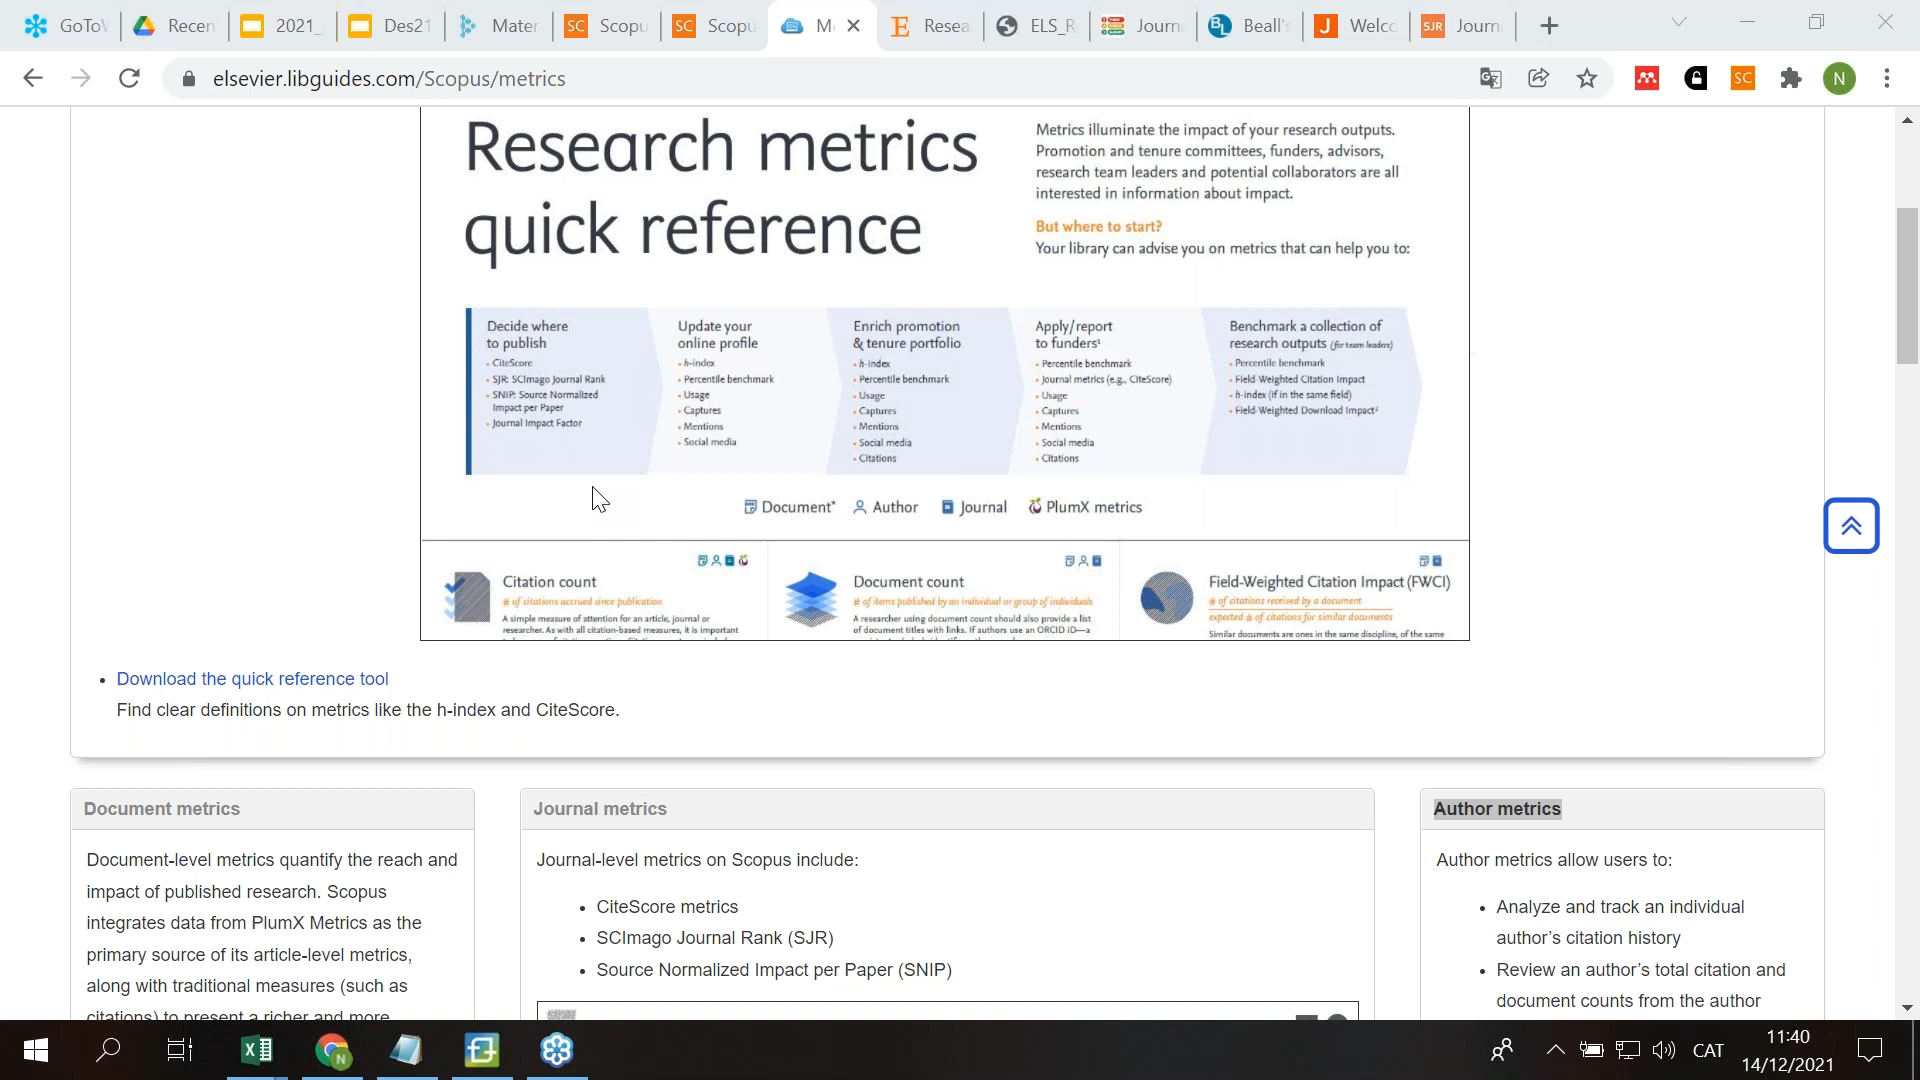 GoToW
Recen
2021_
Des21
Mater
Scopu
Scopu
M
Resea
ELS_R
Journ
Beall's
Welco
Journ
elsevier.libguides.com/Scopus/metrics
SC
N
Research metrics
quick reference
Metrics illuminate the impact of your research outputs.
Promotion and tenure committees, funders, advisors,
research team leaders and potential collaborators are all
interested in information about impact.
But where to start?
Your library can advise you on metrics that can help you to:
Decide where
to publish
• CiteScore
• SJR: SCImago Journal Rank
• SNIP: Source Normalized
Impact per Paper
• Journal Impact Factor
Update your
online profile
• h-index
• Percentile benchmark
• Usage
• Captures
• Mentions
• Social media
Enrich promotion
& tenure portfolio
• h-index
• Percentile benchmark
• Usage
• Captures
• Mentions
• Social media
• Citations
Apply/report
to funders¹
• Percentile benchmark
• Journal metrics (e.g., CiteScore)
• Usage
• Captures
• Mentions
• Social media
• Citations
Benchmark a collection of
research outputs (for team leaders)
• Percentile benchmark
• Field-Weighted Citation Impact
• h-index (if in the same field)
• Field-Weighted Download Impact²
Document* Author Journal PlumX metrics
Citation count
# of citations accrued since publication
A simple measure of attention for an article, journal or
researcher. As with all citation-based measures, it is important
Document count
# of items published by an individual or group of individuals
A researcher using document count should also provide a list
of document titles with links. If authors use an ORCID iD—a
Field-Weighted Citation Impact (FWCI)
# of citations received by a document
expected # of citations for similar documents
Similar documents are ones in the same discipline, of the same
• Download the quick reference tool
Find clear definitions on metrics like the h-index and CiteScore.
Document metrics
Document-level metrics quantify the reach and
impact of published research. Scopus
integrates data from PlumX Metrics as the
primary source of its article-level metrics,
along with traditional measures (such as
citations) to present a richer and more
Journal metrics
Journal-level metrics on Scopus include:
• CiteScore metrics
• SCImago Journal Rank (SJR)
• Source Normalized Impact per Paper (SNIP)
Author metrics
Author metrics allow users to:
• Analyze and track an individual
author's citation history
• Review an author's total citation and
document counts from the author
CAT
11:40
14/12/2021